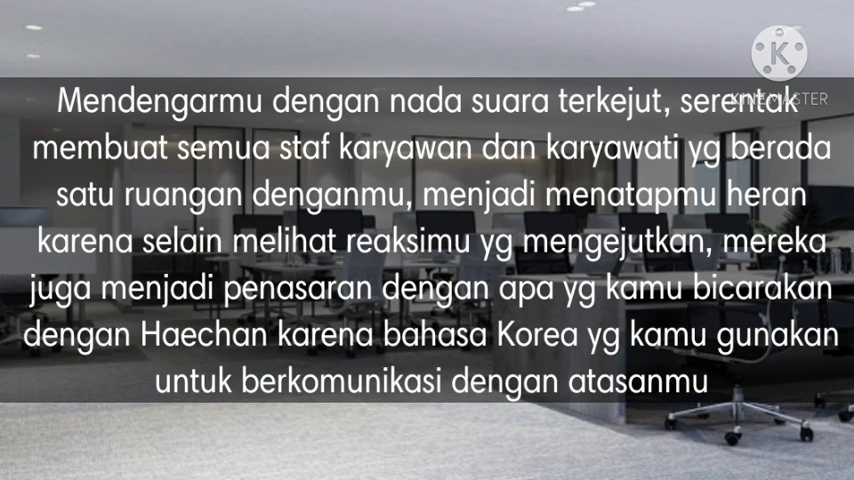 KINEMASTER
Mendengarmu dengan nada suara terkejut, serentak
membuat semua staf karyawan dan karyawati yg berada
satu ruangan denganmu, menjadi menatapmu heran
karena selain melihat reaksimu yg mengejutkan, mereka
juga menjadi penasaran dengan apa yg kamu bicarakan
dengan Haechan karena bahasa Korea yg kamu gunakan
untuk berkomunikasi dengan atasanmu